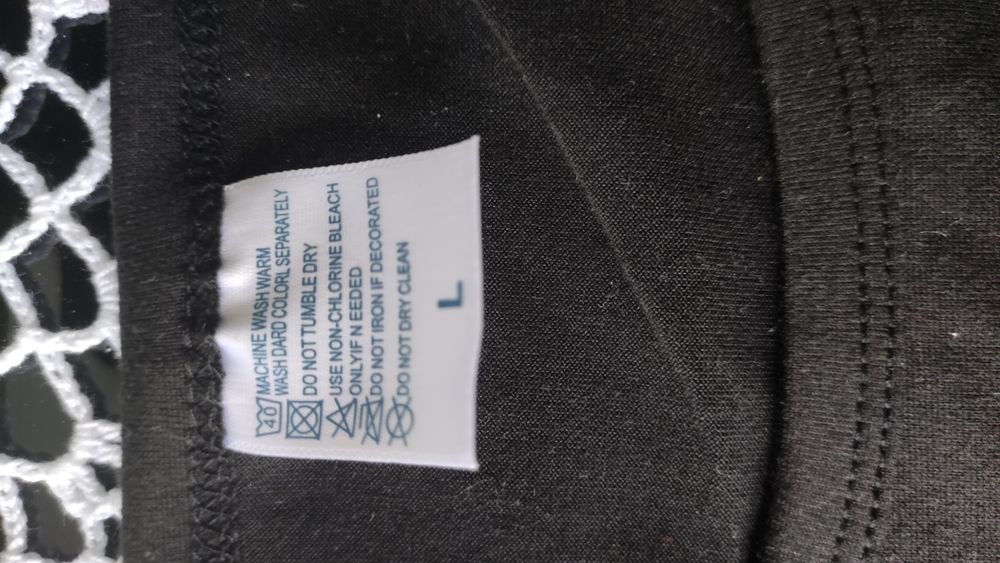 40 MACHINE WASH WARM
WASH DARD COLORL SEPARATELY
DO NOT TUMBLE DRY
USE NON-CHLORINE BLEACH
ONLYIF N EEDED
DO NOT IRON IF DECORATED
DO NOT DRY CLEAN
L